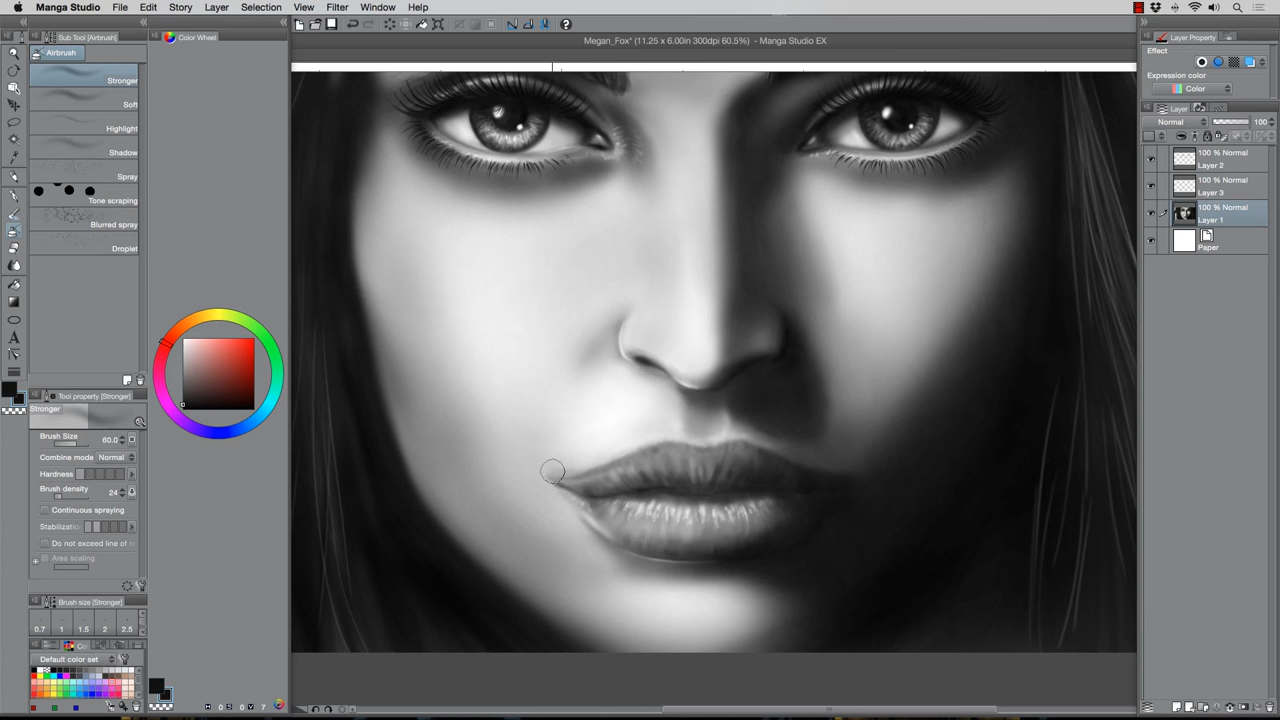 Manga Studio File Edit Story Layer Selection View Filter Window Help
Sub Tool [Airbrush]
Color Wheel
Megan_Fox* (11.25 x 6.00in 300dpi 60.5%) - Manga Studio EX
Layer Property
Airbrush
Effect
Stronger
Expression color
Color
Soft
Layer
Highlight
Normal 100
Shadow
100 % Normal
Layer 2
Spray
100 % Normal
Layer 3
Tone scraping
100 % Normal
Layer 1
Blurred spray
Paper
Droplet
Tool property [Stronger]
Stronger
Brush Size 60.0
Combine mode Normal
Hardness
Brush density 24
Continuous spraying
Stabilization
Do not exceed line of
Area scaling
Brush size [Stronger]
0.7 1 1.5 2 2.5
Co
Default color set
H 0 S 0 V 7